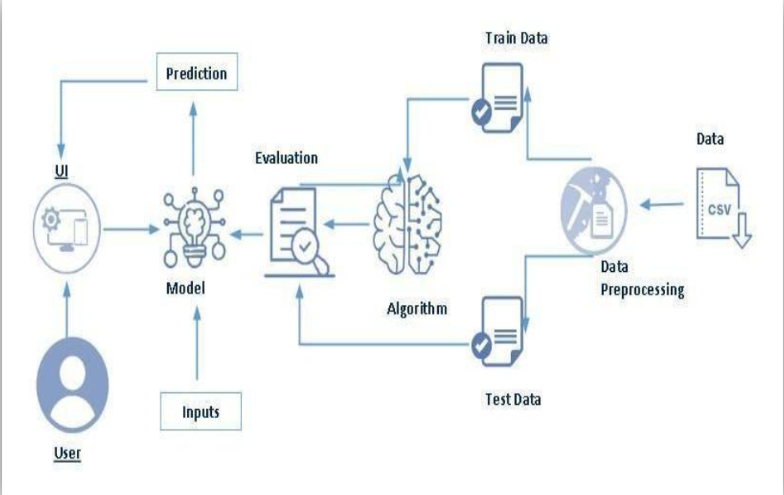 Train Data
Prediction
Data
Evaluation
UI
CSV
Data
Preprocessing
Model
Algorithm
Test Data
Inputs
User